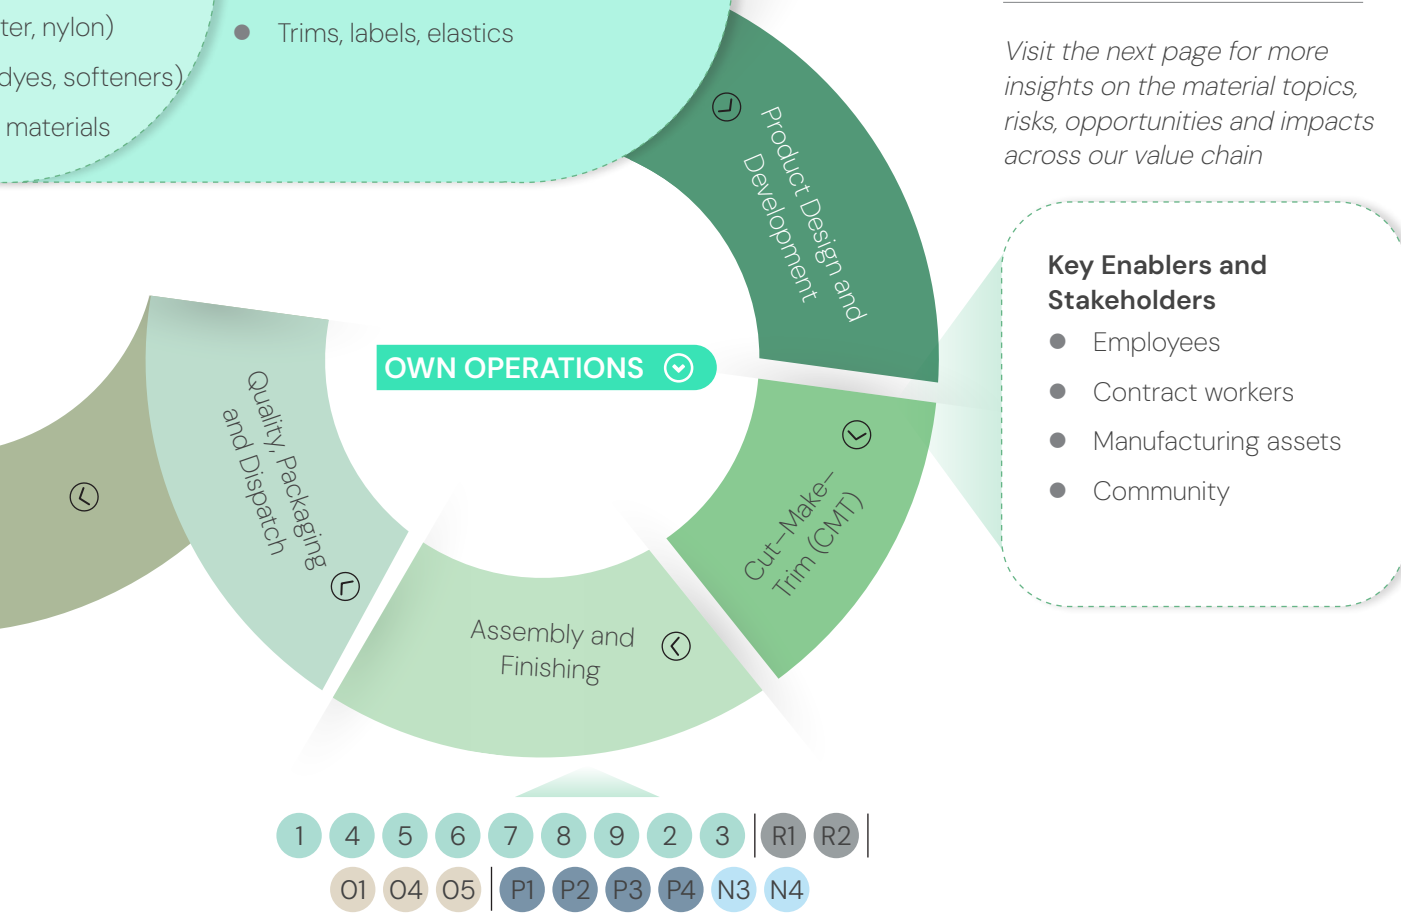 ter, nylon)
dyes, softeners)
materials
Trims, labels, elastics
Visit the next page for more
insights on the material topics,
risks, opportunities and impacts
across our value chain
Product Design and
Development
Key Enablers and
Stakeholders
Employees
Contract workers
Manufacturing assets
Community
OWN OPERATIONS
Quality, Packaging
and Dispatch
Cut–Make–
Trim (CMT)
Assembly and
Finishing
1 4 5 6 7 8 9 2 3 R1 R2
O1 O4 O5 P1 P2 P3 P4 N3 N4